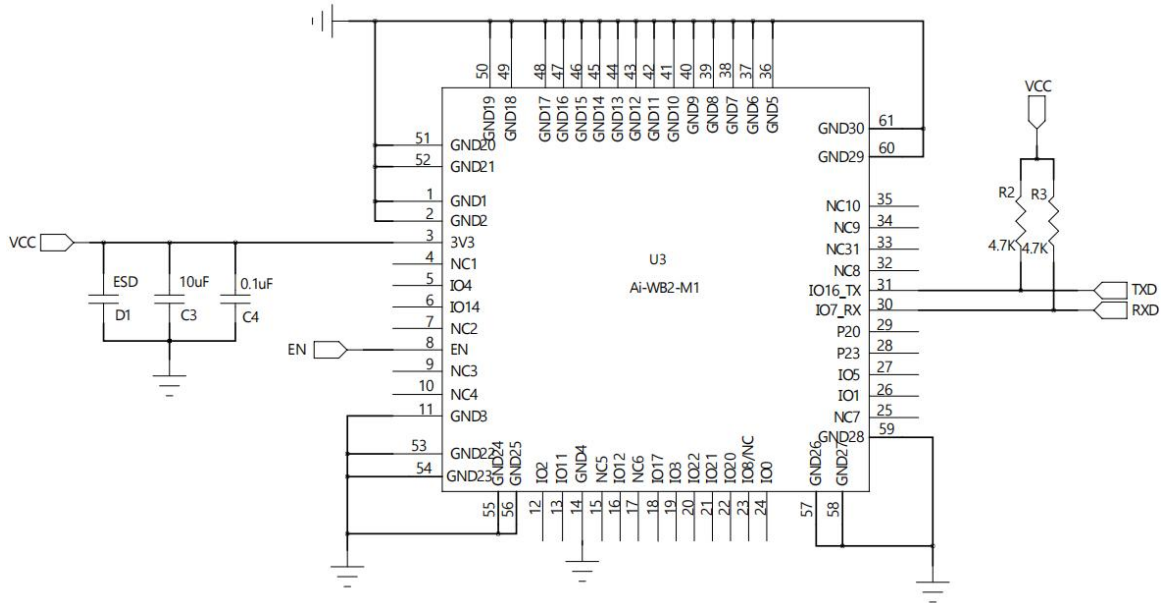 50
49
48
47
46
45
44
43
42
41
40
39
38
37
36
GND19
GND18
GND17
GND16
GND15
GND14
GND13
GND12
GND11
GND10
GND9
GND8
GND7
GND6
GND5
51 GND20
52 GND21
1 GND1
2 GND2
VCC
3 3V3
4 NC1
5 IO4
6 IO14
7 NC2
EN
8 EN
9 NC3
10 NC4
11 GND3
53 GND22
54 GND23
ESD
D1
10uF
C3
0.1uF
C4
U3
Ai-WB2-M1
GND30 61
GND29 60
NC10 35
NC9 34
NC31 33
NC8 32
IO16_TX 31
IO7_RX 30
P20 29
P23 28
IO5 27
IO1 26
NC7 25
GND28 59
VCC
R2
R3
4.7K
4.7K
TXD
RXD
GND24
GND25
IO2
IO11
GND4
NC5
IO12
NC6
IO17
IO3
IO22
IO21
IO20
IO8/NC
IO0
GND26
GND27
55
56
12
13
14
15
16
17
18
19
20
21
22
23
24
57
58